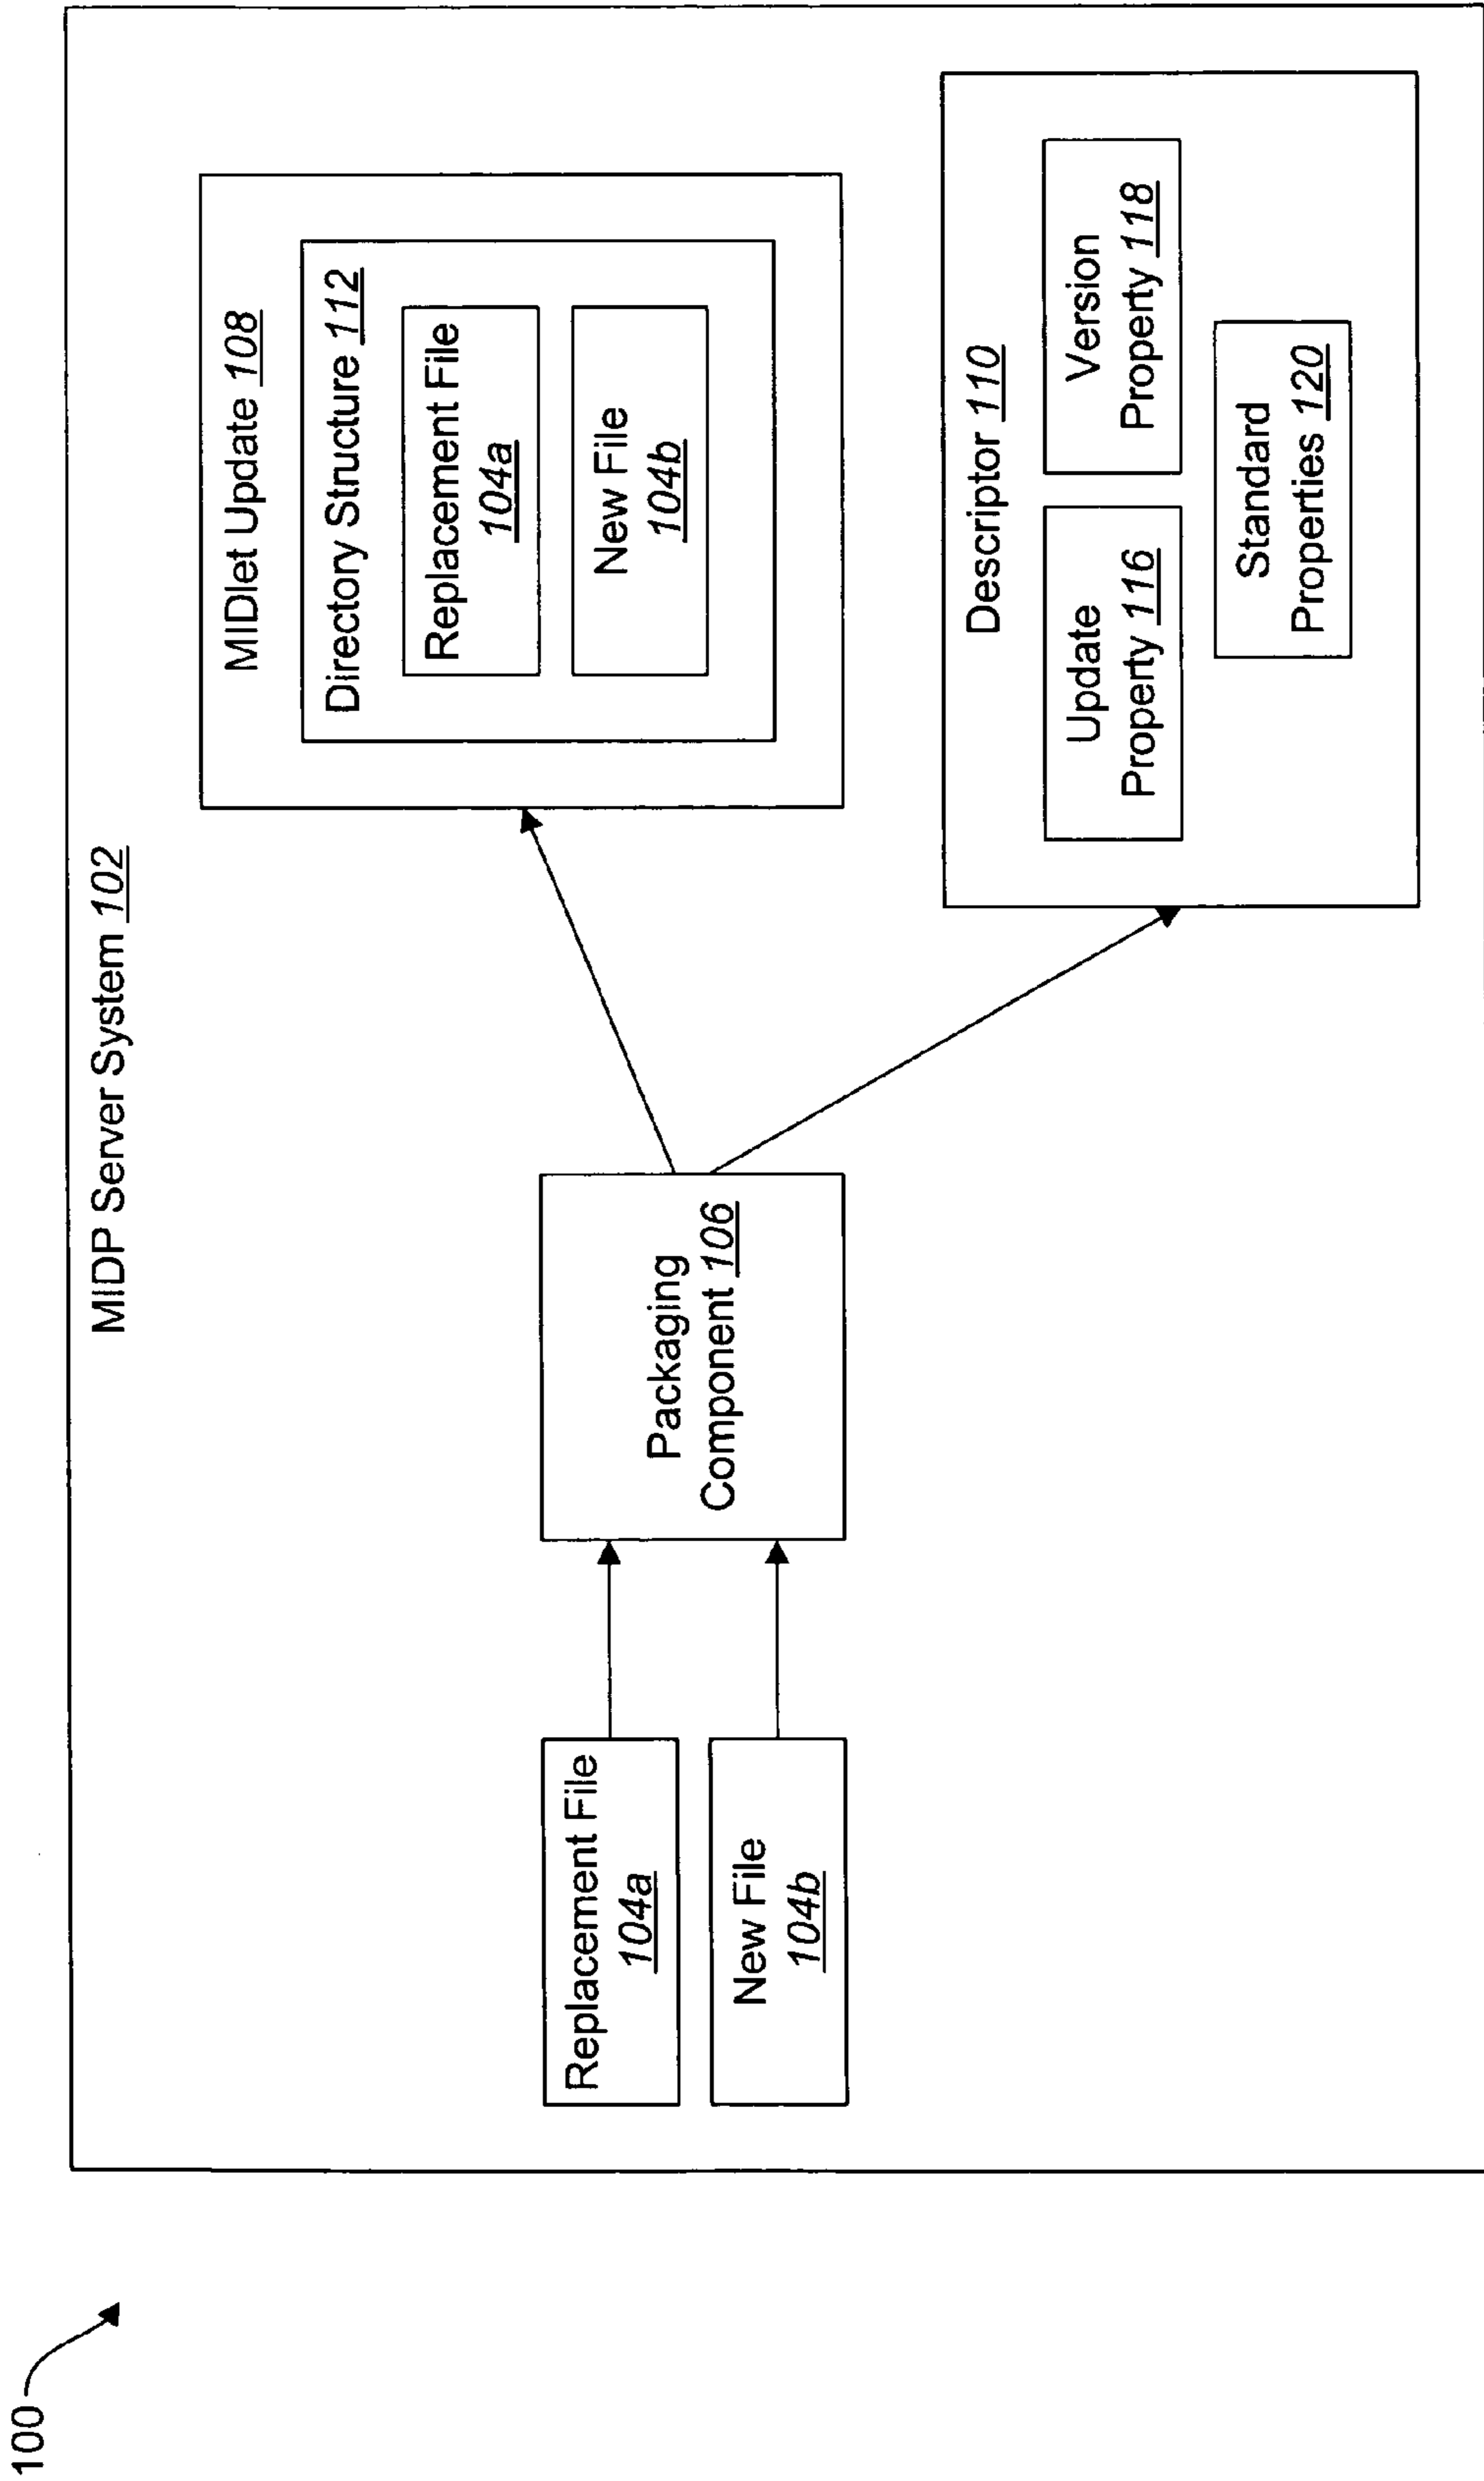 100
MIDP Server System 102
Replacement File
104a
New File
104b
Packaging
Component 106
MIDlet Update 108
Directory Structure 112
Replacement File
104a
New File
104b
Descriptor 110
Update
Property 116
Version
Property 118
Standard
Properties 120